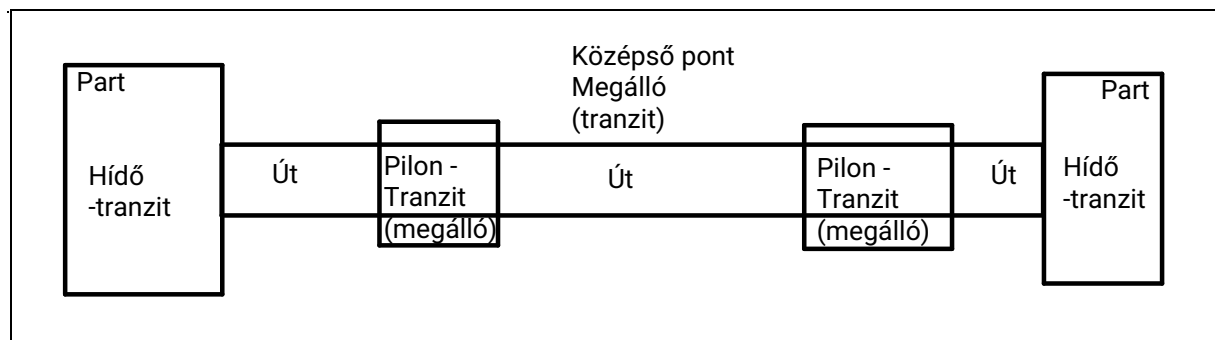 Part
Hídő
-tranzit
Út
Pilon -
Tranzit
(megálló)
Középső pont
Megálló
(tranzit)
Út
Pilon -
Tranzit
(megálló)
Út
Part
Hídő
-tranzit